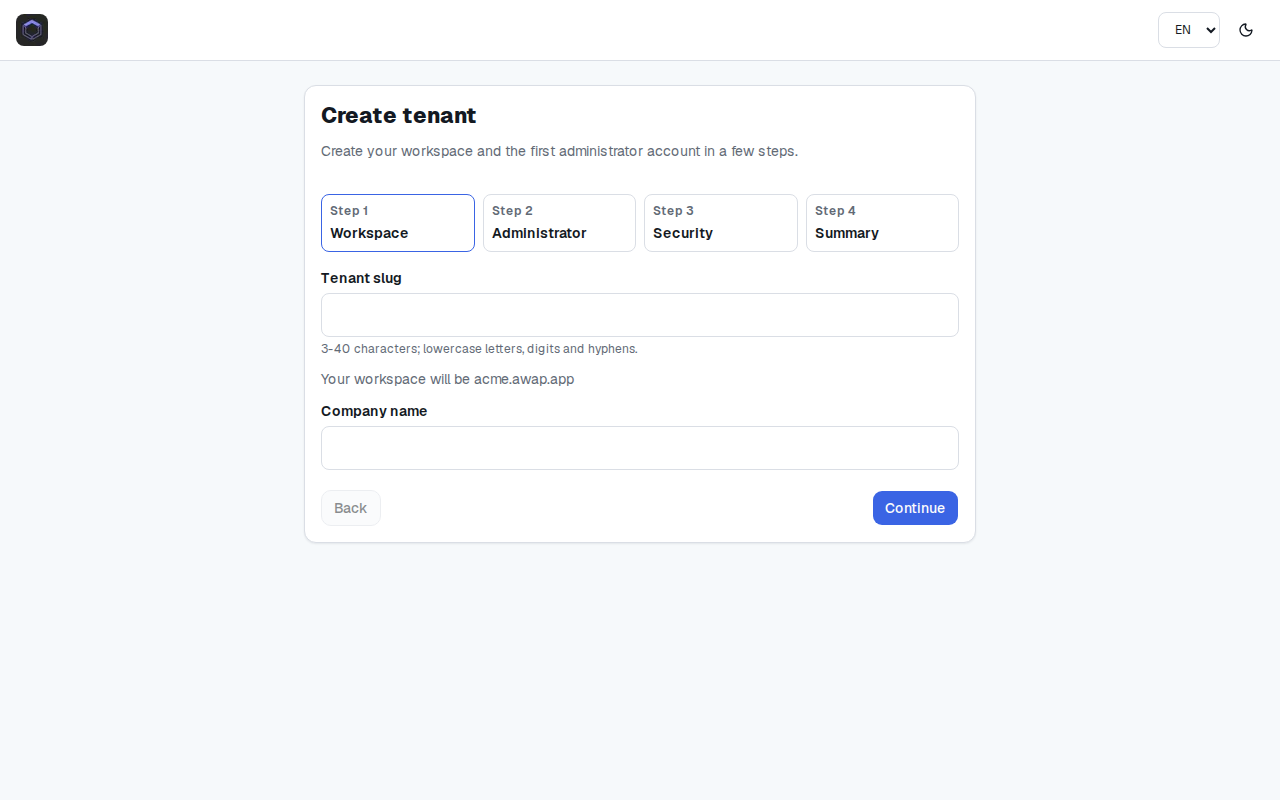 EN
Create tenant
Create your workspace and the first administrator account in a few steps.
Step 1
Workspace
Step 2
Administrator
Step 3
Security
Step 4
Summary
Tenant slug
3-40 characters; lowercase letters, digits and hyphens.
Your workspace will be acme.awap.app
Company name
Back
Continue